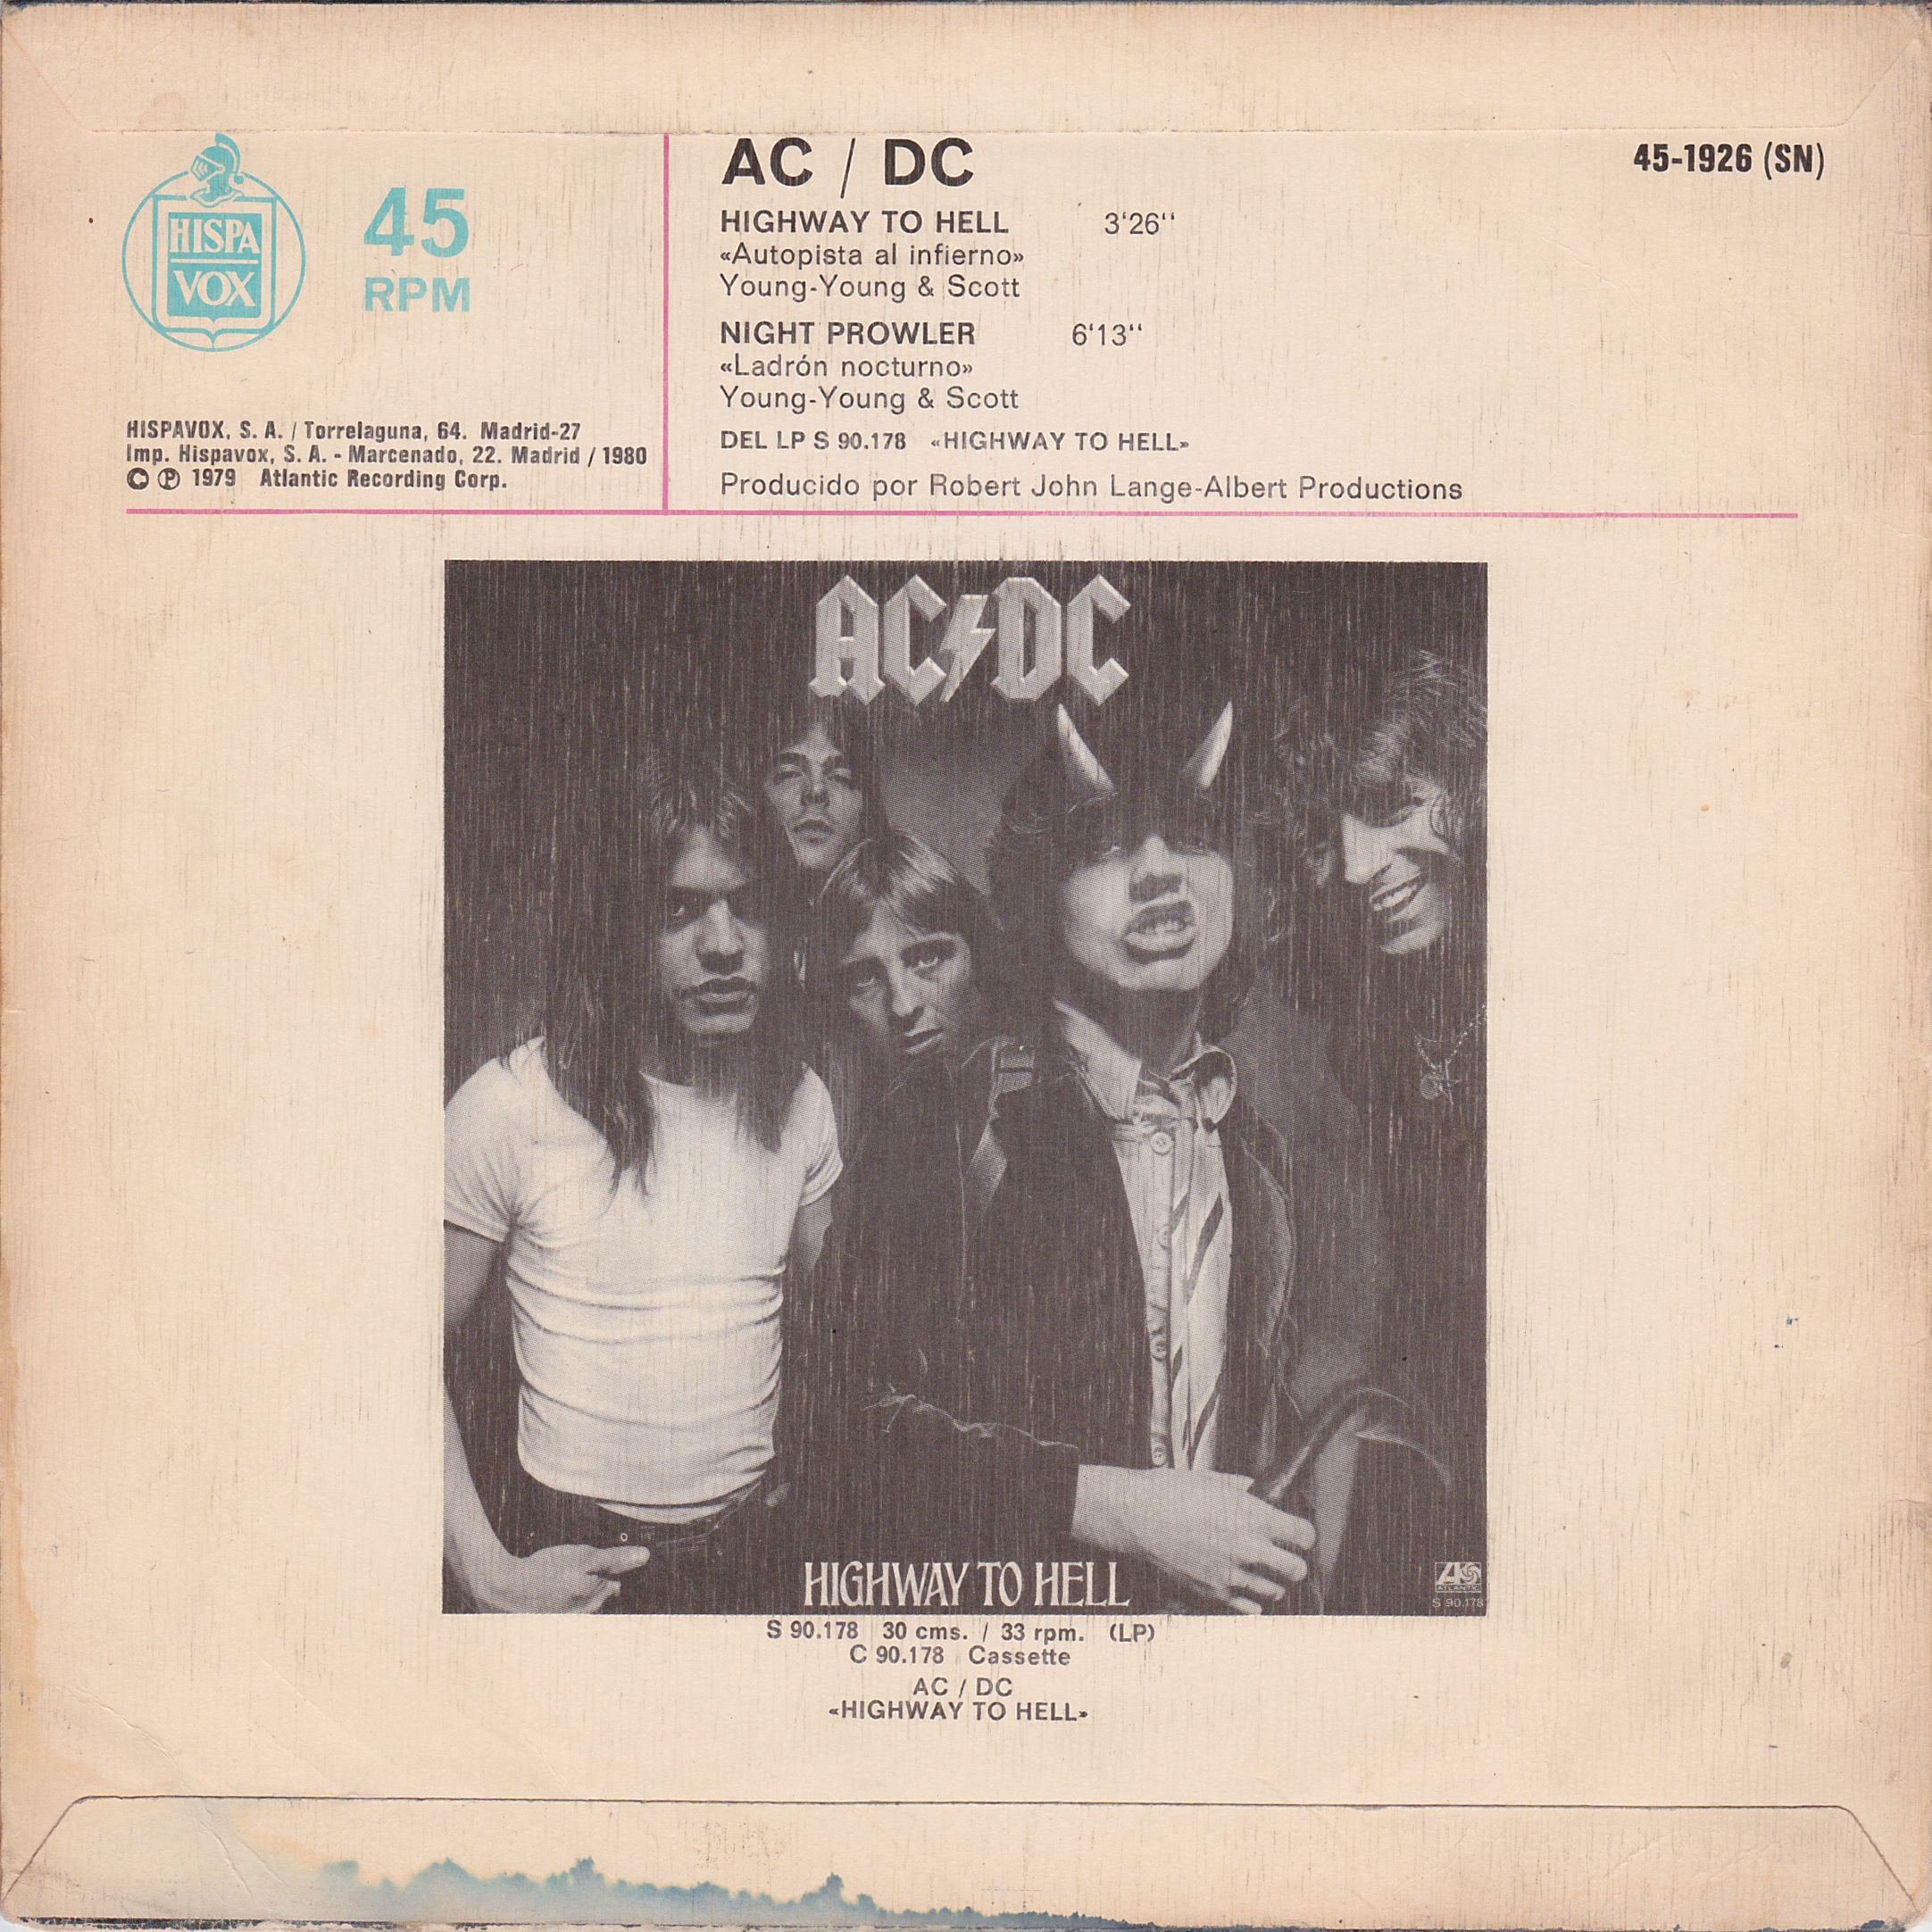 HISPA
VOX
45
RPM
HISPAVOX, S. A. / Torrelaguna, 64. Madrid-27
Imp. Hispavox, S. A. - Marcenado, 22. Madrid / 1980
© ℗ 1979 Atlantic Recording Corp.
AC / DC
45-1926 (SN)
HIGHWAY TO HELL 3‘26‘‘
«Autopista al infierno»
Young-Young & Scott
NIGHT PROWLER 6‘13‘‘
«Ladrón nocturno»
Young-Young & Scott
DEL LP S 90.178 «HIGHWAY TO HELL»
Producido por Robert John Lange-Albert Productions
AC⚡DC
HIGHWAY TO HELL
ATLANTIC
S 90.178
S 90.178 30 cms. / 33 rpm. (LP)
C 90.178 Cassette
AC / DC
«HIGHWAY TO HELL»